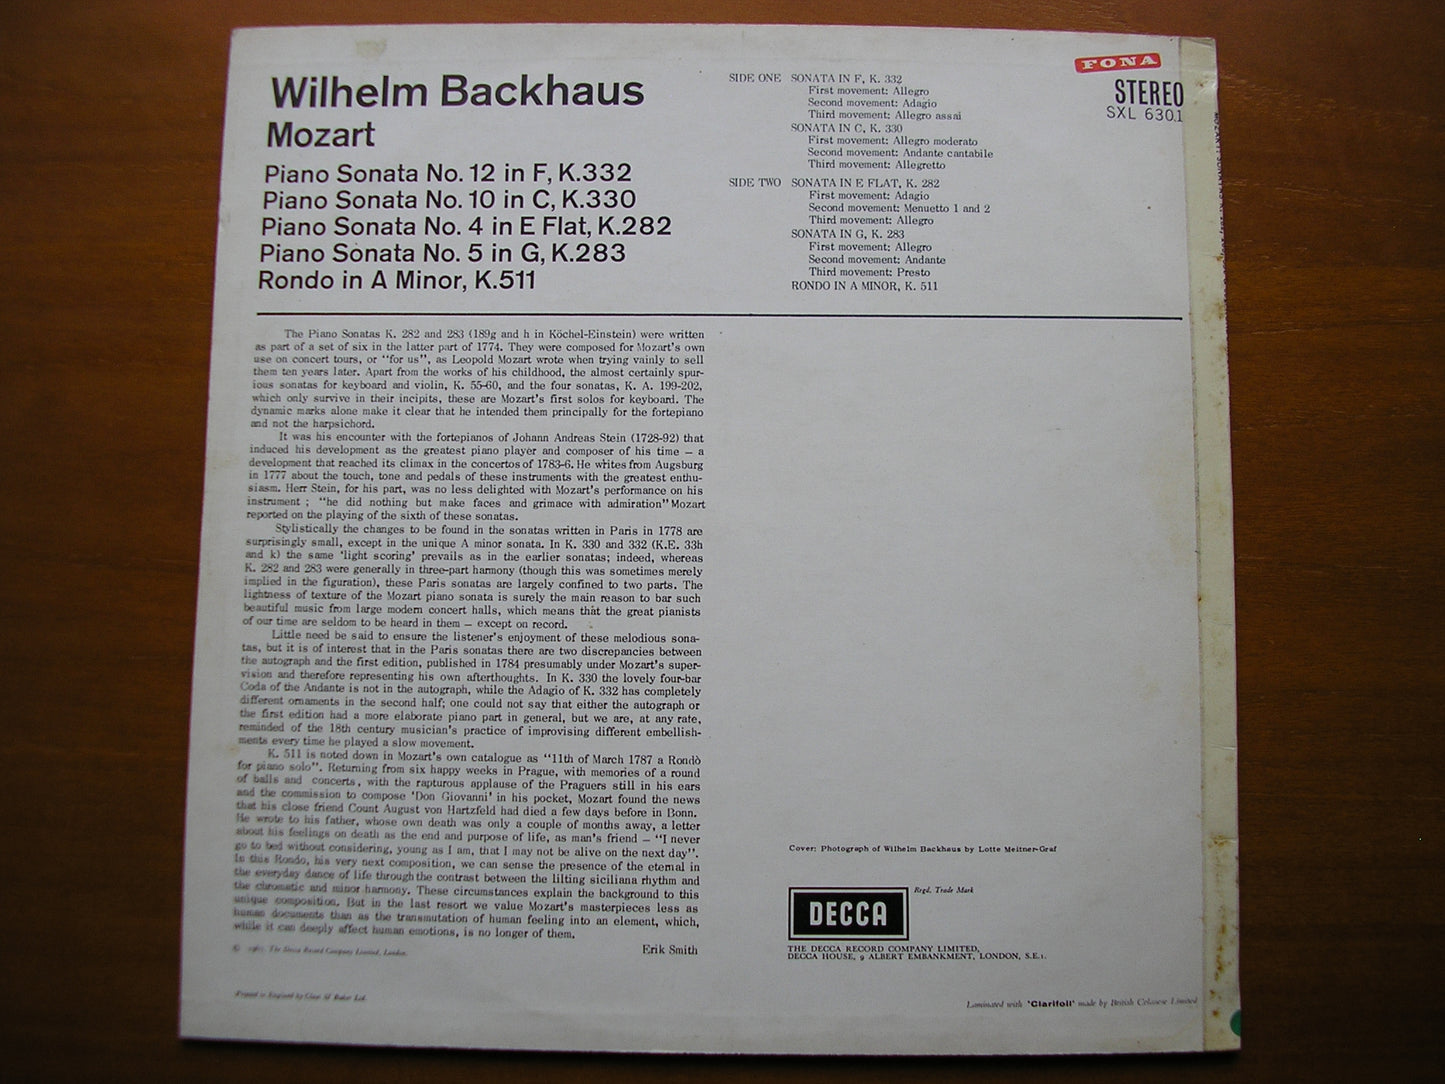 Wilhelm Backhaus
Mozart
Piano Sonata No. 12 in F, K.332
Piano Sonata No. 10 in C, K.330
Piano Sonata No. 4 in E Flat, K.282
Piano Sonata No. 5 in G, K.283
Rondo in A Minor, K.511
SIDE ONE SONATA IN F, K. 332
First movement: Allegro
Second movement: Adagio
Third movement: Allegro assai
SONATA IN C, K. 330
First movement: Allegro moderato
Second movement: Andante cantabile
Third movement: Allegretto
SIDE TWO SONATA IN E FLAT, K. 282
First movement: Adagio
Second movement: Menuetto 1 and 2
Third movement: Allegro
SONATA IN G, K. 283
First movement: Allegro
Second movement: Andante
Third movement: Presto
RONDO IN A MINOR, K. 511
FONA
STEREO
SXL 6301
The Piano Sonatas K. 282 and 283 (189g and h in Köchel-Einstein) were written
as part of a set of six in the latter part of 1774. They were composed for Mozart's own
use on concert tours, or "for us", as Leopold Mozart wrote when trying vainly to sell
them ten years later. Apart from the works of his childhood, the almost certainly spur-
ious sonatas for keyboard and violin, K. 55-60, and the four sonatas, K. A. 199-202,
which only survive in their incipits, these are Mozart's first solos for keyboard. The
dynamic marks alone make it clear that he intended them principally for the fortepiano
and not the harpsichord.
It was his encounter with the fortepianos of Johann Andreas Stein (1728-92) that
induced his development as the greatest piano player and composer of his time – a
development that reached its climax in the concertos of 1783-6. He writes from Augsburg
in 1777 about the touch, tone and pedals of these instruments with the greatest enthu-
siasm. Herr Stein, for his part, was no less delighted with Mozart's performance on his
instrument ; "he did nothing but make faces and grimace with admiration" Mozart
reported on the playing of the sixth of these sonatas.
Stylistically the changes to be found in the sonatas written in Paris in 1778 are
surprisingly small, except in the unique A minor sonata. In K. 330 and 332 (K.E. 33h
and k) the same 'light scoring' prevails as in the earlier sonatas; indeed, whereas
K. 282 and 283 were generally in three-part harmony (though this was sometimes merely
implied in the figuration), these Paris sonatas are largely confined to two parts. The
lightness of texture of the Mozart piano sonata is surely the main reason to bar such
beautiful music from large modern concert halls, which means that the great pianists
of our time are seldom to be heard in them – except on record.
Little need be said to ensure the listener's enjoyment of these melodious sona-
tas, but it is of interest that in the Paris sonatas there are two discrepancies between
the autograph and the first edition, published in 1784 presumably under Mozart's super-
vision and therefore representing his own afterthoughts. In K. 330 the lovely four-bar
Coda of the Andante is not in the autograph, while the Adagio of K. 332 has completely
different ornaments in the second half; one could not say that either the autograph or
the first edition had a more elaborate piano part in general, but we are, at any rate,
reminded of the 18th century musician's practice of improvising different embellish-
ments every time he played a slow movement.
K. 511 is noted down in Mozart's own catalogue as "11th of March 1787 a Rondò
for piano solo". Returning from six happy weeks in Prague, with memories of a round
of balls and concerts, with the rapturous applause of the Praguers still in his ears
and the commission to compose 'Don Giovanni' in his pocket, Mozart found the news
that his close friend Count August von Hartzfeld had died a few days before in Bonn.
He wrote to his father, whose own death was only a couple of months away, a letter
about his feelings on death as the end and purpose of life, as man's friend – "I never
go to bed without considering, young as I am, that I may not be alive on the next day".
In this Rondo, his very next composition, we can sense the presence of the eternal in
the everyday dance of life through the contrast between the lilting siciliana rhythm and
the chromatic and minor harmony. These circumstances explain the background to this
unique composition. But in the last resort we value Mozart's masterpieces less as
human documents than as the transmutation of human feeling into an element, which,
while it can deeply affect human emotions, is no longer of them.
Erik Smith
The Decca Record Company Limited, London.
Printed in England by Clout & Baker Ltd.
Cover: Photograph of Wilhelm Backhaus by Lotte Meitner-Graf
DECCA
Regd. Trade Mark
THE DECCA RECORD COMPANY LIMITED,
DECCA HOUSE, 9 ALBERT EMBANKMENT, LONDON, S.E.1.
Laminated with 'Clarifoil' made by British Celanese Limited